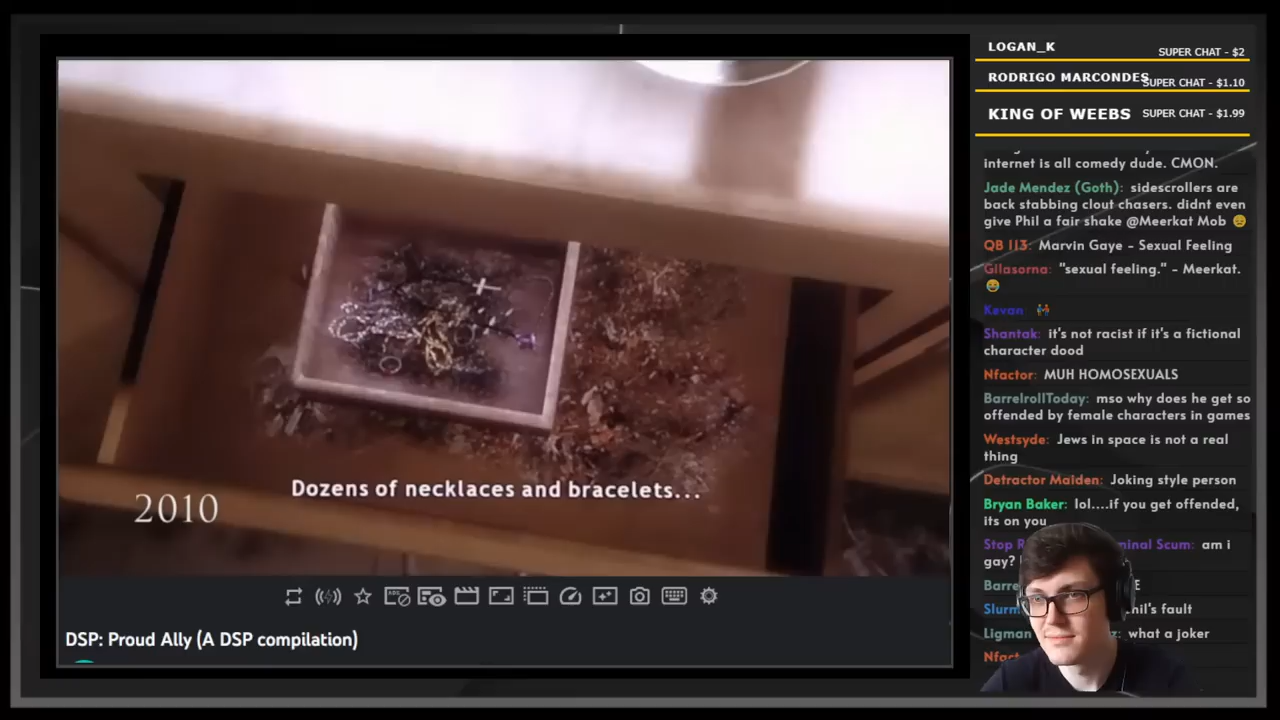 Dozens of necklaces and bracelets...
2010
DSP: Proud Ally (A DSP compilation)
LOGAN_K SUPER CHAT - $2
RODRIGO MARCONDES SUPER CHAT - $1.10
KING OF WEEBS SUPER CHAT - $1.99
internet is all comedy dude. CMON.
Jade Mendez (Goth): sidescrollers are
back stabbing clout chasers. didnt even
give Phil a fair shake @Meerkat Mob 😑
QB 113: Marvin Gaye - Sexual Feeling
Gilasorna: "sexual feeling." - Meerkat.
😂
Kevan: 👬
Shantak: it's not racist if it's a fictional
character dood
Nfactor: MUH HOMOSEXUALS
BarrelrollToday: mso why does he get so
offended by female characters in games
Westsyde: Jews in space is not a real
thing
Detractor Maiden: Joking style person
Bryan Baker: lol....if you get offended,
its on you
Stop Scum: am i
gay?
what a joker